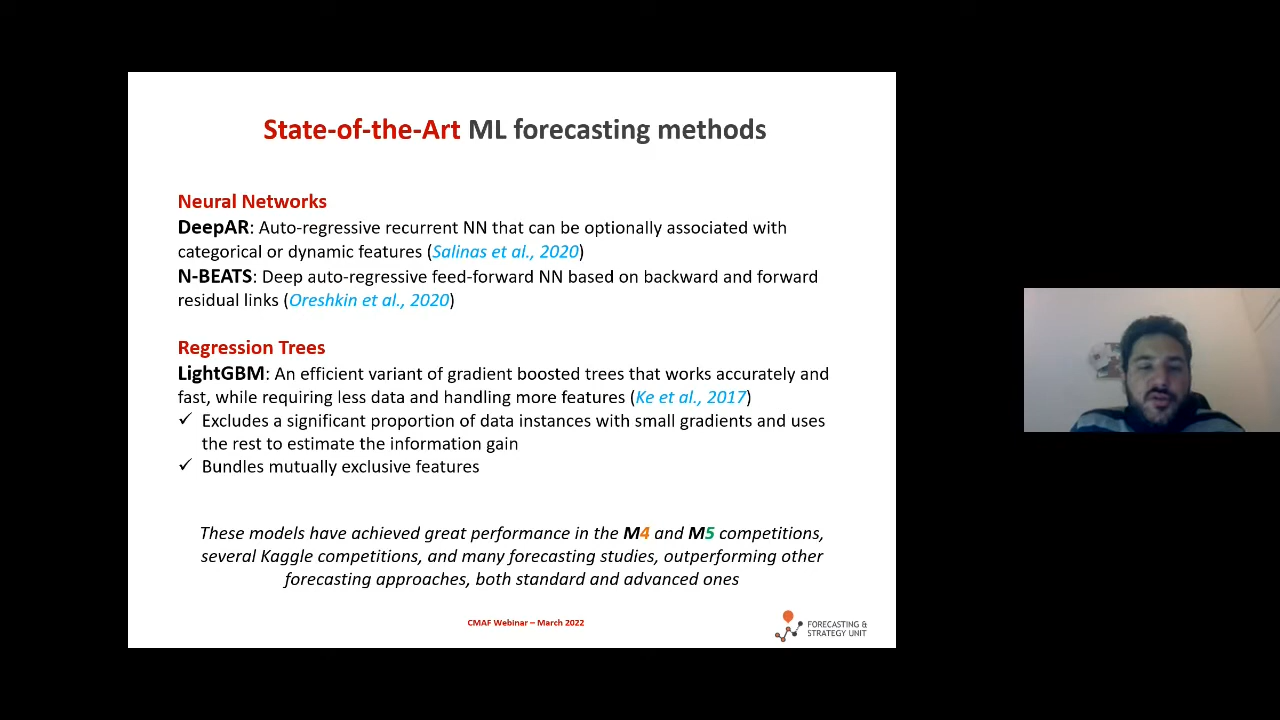 State-of-the-Art ML forecasting methods
Neural Networks
DeepAR: Auto-regressive recurrent NN that can be optionally associated with
categorical or dynamic features (Salinas et al., 2020)
N-BEATS: Deep auto-regressive feed-forward NN based on backward and forward
residual links (Oreshkin et al., 2020)
Regression Trees
LightGBM: An efficient variant of gradient boosted trees that works accurately and
fast, while requiring less data and handling more features (Ke et al., 2017)
✓ Excludes a significant proportion of data instances with small gradients and uses
the rest to estimate the information gain
✓ Bundles mutually exclusive features
These models have achieved great performance in the M4 and M5 competitions,
several Kaggle competitions, and many forecasting studies, outperforming other
forecasting approaches, both standard and advanced ones
CMAF Webinar – March 2022
FORECASTING &
STRATEGY UNIT